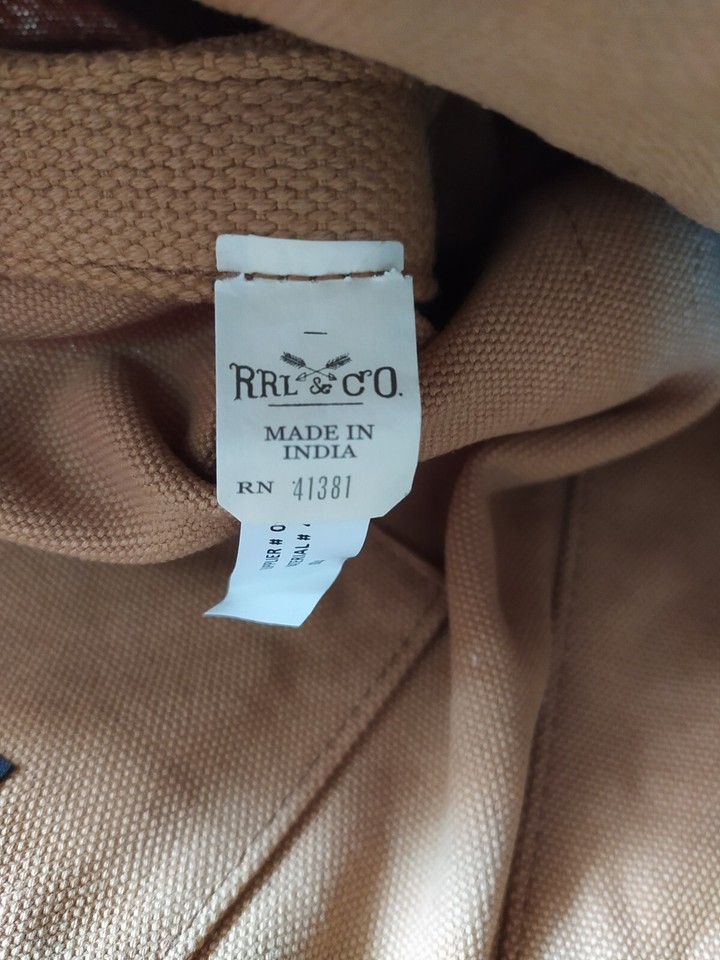 RRL & CO.
MADE IN
INDIA
RN 41381